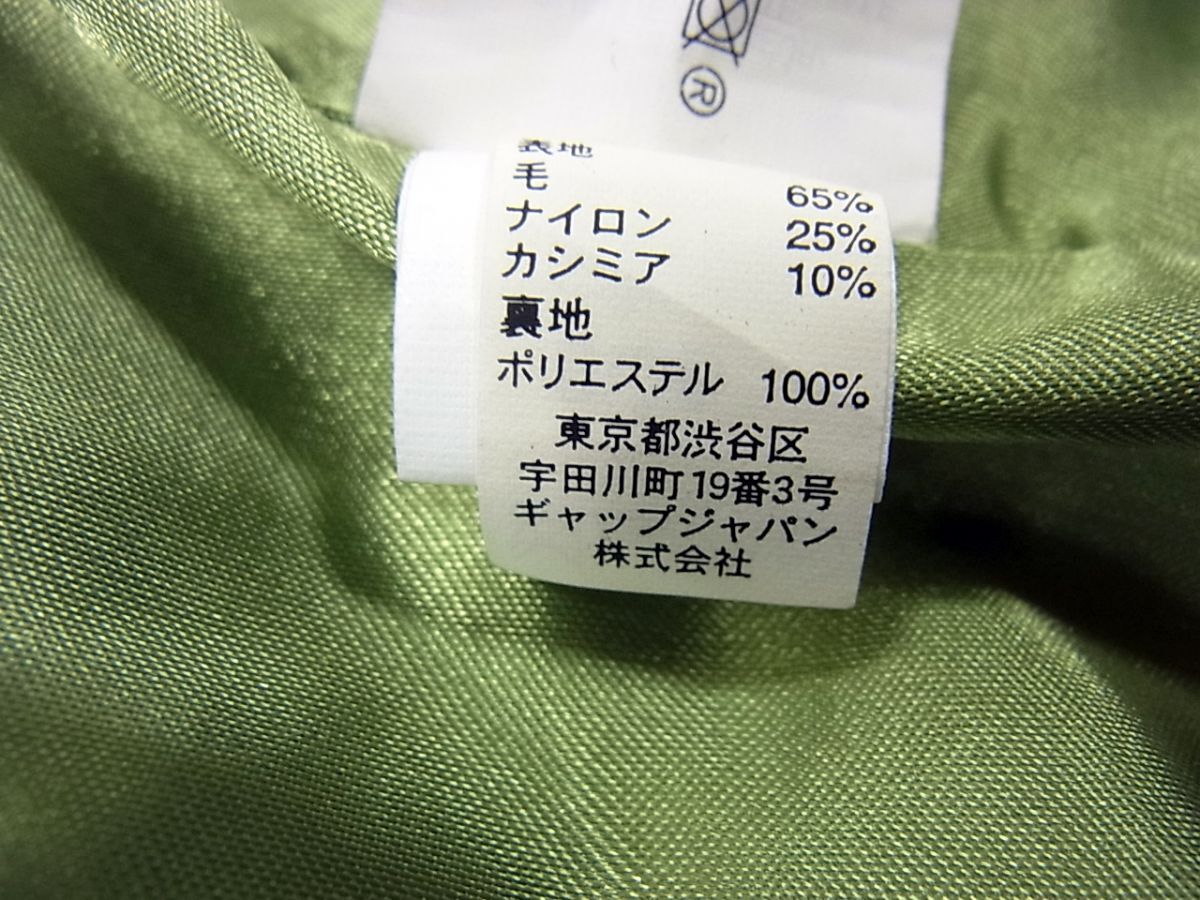 R
表地
毛 65%
ナイロン 25%
カシミア 10%
裏地
ポリエステル 100%
東京都渋谷区
宇田川町19番3号
ギャップジャパン
株式会社